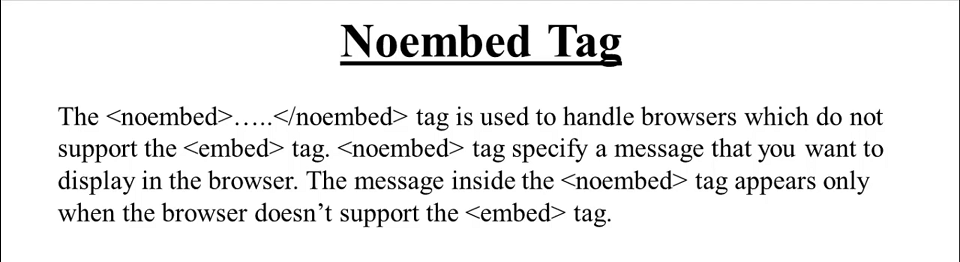 Noembed Tag
The <noembed>…..</noembed> tag is used to handle browsers which do not
support the <embed> tag. <noembed> tag specify a message that you want to
display in the browser. The message inside the <noembed> tag appears only
when the browser doesn’t support the <embed> tag.